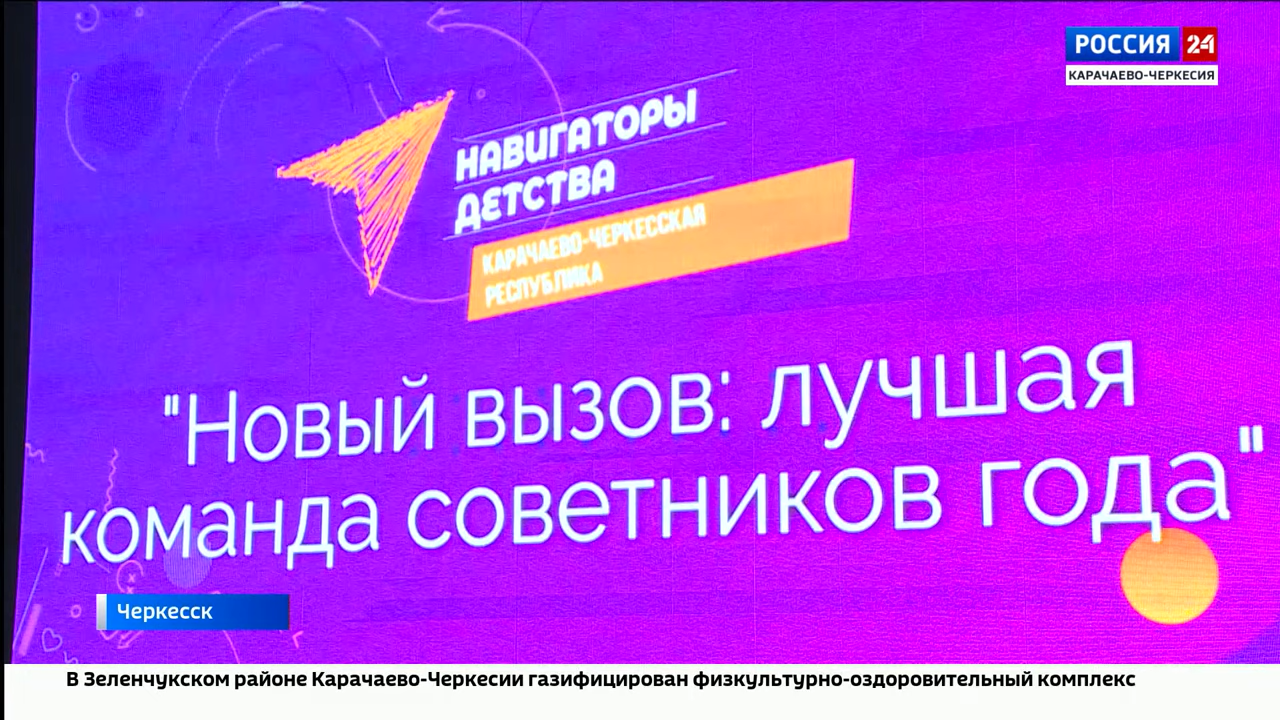 РОССИЯ 24
КАРАЧАЕВО-ЧЕРКЕСИЯ
НАВИГАТОРЫ
ДЕТСТВА
КАРАЧАЕВО-ЧЕРКЕССКАЯ
РЕСПУБЛИКА
"Новый вызов: лучшая
команда советников года"
Черкесск
В Зеленчукском районе Карачаево-Черкесии газифицирован физкультурно-оздоровительный комплекс